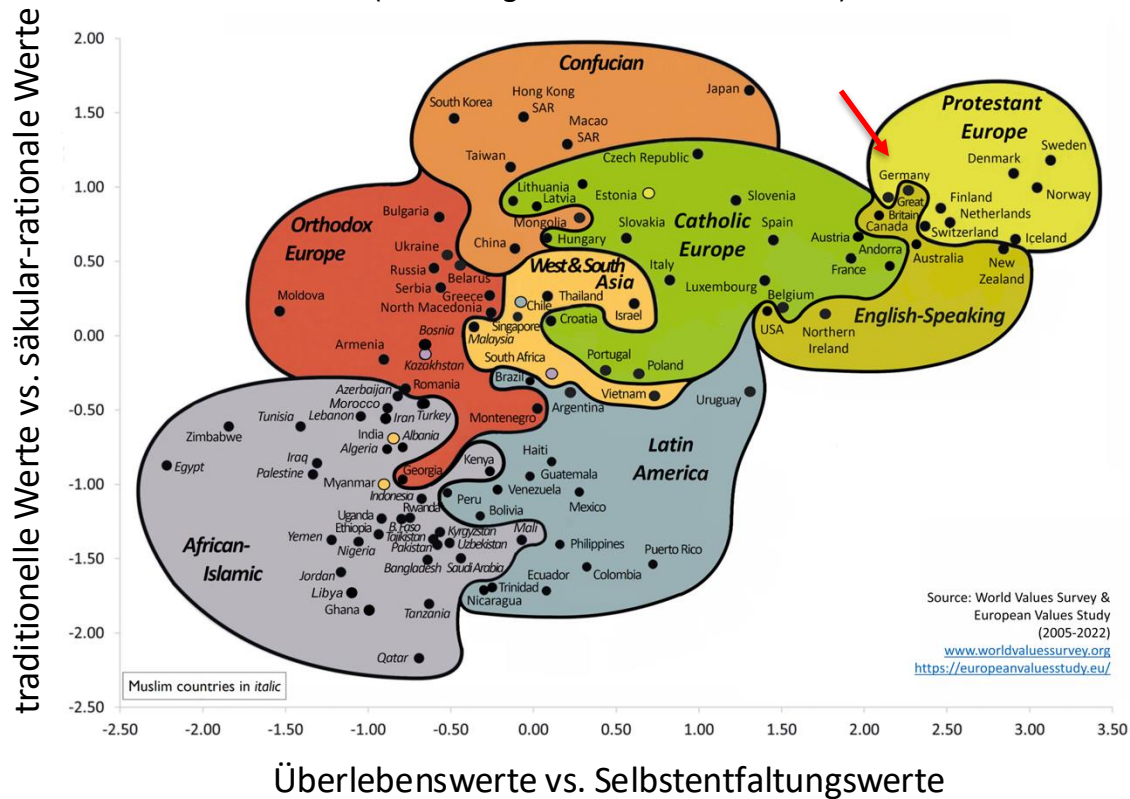 traditionelle Werte vs. säkular-rationale Werte
2.00
1.50
1.00
0.50
0.00
-0.50
-1.00
-1.50
-2.00
-2.50
Confucian
Hong Kong
SAR
South Korea
Japan
Macao
SAR
Taiwan
Czech Republic
Protestant
Europe
Sweden
Denmark
Norway
Germany
Great
Britain
Finland
Netherlands
Canada
Switzerland
Iceland
Australia
New
Zealand
Lithuania
Latvia
Estonia
Slovenia
Mongolia
Slovakia
Catholic
Europe
Spain
Hungary
Austria
Andorra
France
Italy
Luxembourg
Belgium
China
Orthodox
Europe
Bulgaria
Ukraine
Russia
Belarus
Serbia
Greece
North Macedonia
Moldova
Bosnia
Armenia
Kazakhstan
Romania
West & South
Asia
Thailand
Chile
Israel
Singapore
Croatia
Malaysia
South Africa
Portugal
Poland
USA
Northern
Ireland
English-Speaking
Brazil
Vietnam
Argentina
Uruguay
Montenegro
Azerbaijan
Morocco
Tunisia
Lebanon
Iran
Turkey
Zimbabwe
India
Albania
Algeria
Iraq
Egypt
Palestine
Myanmar
Georgia
Kenya
Haiti
Latin
America
Guatemala
Indonesia
Peru
Venezuela
Mexico
Rwanda
Bolivia
Uganda
Ethiopia
B. Faso
Tajikistan
Kyrgyzstan
Mali
Yemen
Nigeria
Pakistan
Uzbekistan
Philippines
African-
Islamic
Bangladesh
Saudi Arabia
Puerto Rico
Jordan
Ecuador
Colombia
Libya
Trinidad
Nicaragua
Ghana
Tanzania
Qatar
Source: World Values Survey &
European Values Study
(2005-2022)
www.worldvaluessurvey.org
https://europeanvaluesstudy.eu/
Muslim countries in italic
-2.50 -2.00 -1.50 -1.00 -0.50 0.00 0.50 1.00 1.50 2.00 2.50 3.00 3.50
Überlebenswerte vs. Selbstentfaltungswerte